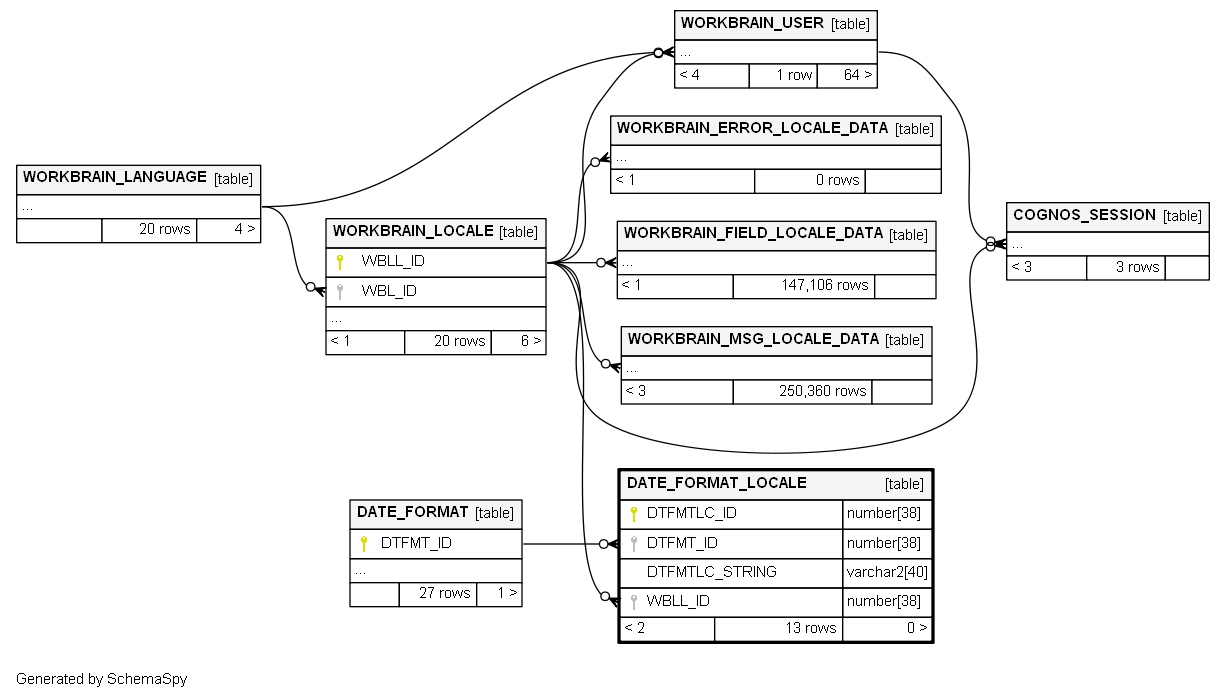 WORKBRAIN_USER [table]
...
< 4 1 row 64 >
WORKBRAIN_ERROR_LOCALE_DATA [table]
...
< 1 0 rows
WORKBRAIN_LANGUAGE [table]
...
20 rows 4 >
WORKBRAIN_LOCALE [table]
WBLL_ID
WBL_ID
...
< 1 20 rows 6 >
WORKBRAIN_FIELD_LOCALE_DATA [table]
...
< 1 147,106 rows
COGNOS_SESSION [table]
...
< 3 3 rows
WORKBRAIN_MSG_LOCALE_DATA [table]
...
< 3 250,360 rows
DATE_FORMAT [table]
DTFMT_ID
...
27 rows 1 >
DATE_FORMAT_LOCALE [table]
DTFMTLC_ID number[38]
DTFMT_ID number[38]
DTFMTLC_STRING varchar2[40]
WBLL_ID number[38]
< 2 13 rows 0 >
Generated by SchemaSpy